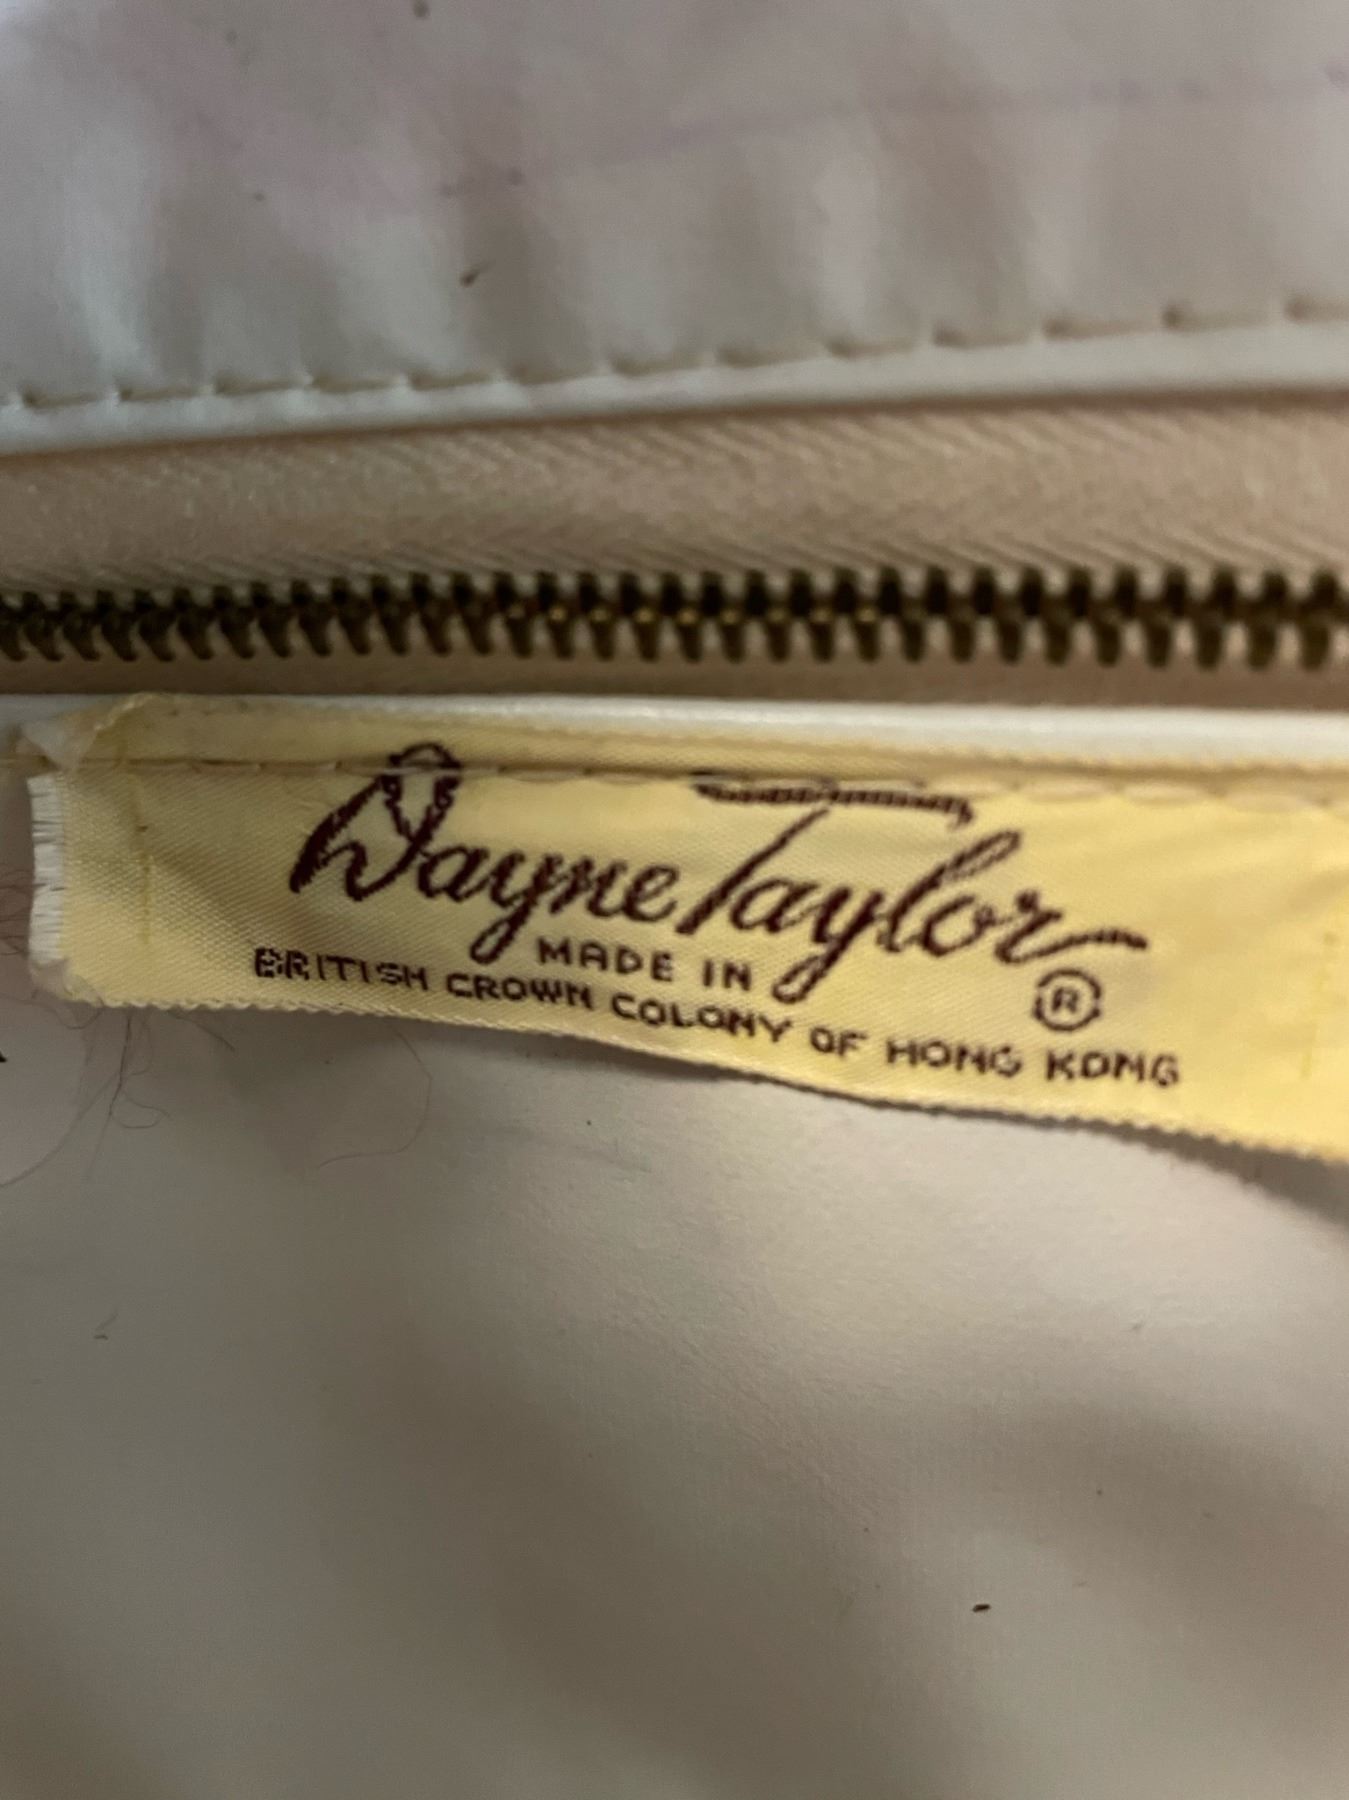 Dayne Taylor
MADE IN
®
BRITISH CROWN COLONY OF HONG KONG